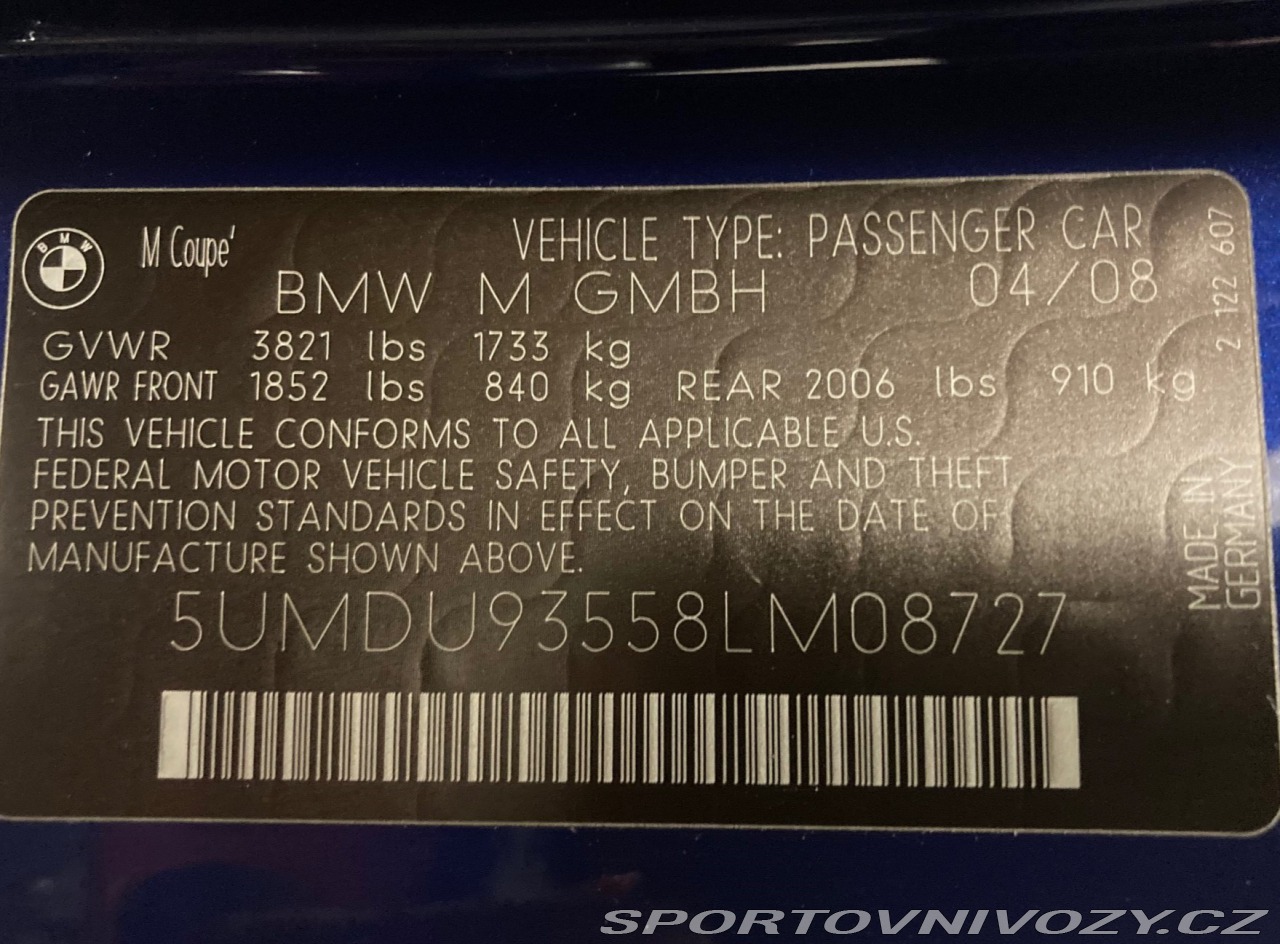 BMW
M Coupe'
VEHICLE TYPE: PASSENGER CAR
BMW M GMBH 04/08
GVWR 3821 lbs 1733 kg
GAWR FRONT 1852 lbs 840 kg REAR 2006 lbs 910 kg
THIS VEHICLE CONFORMS TO ALL APPLICABLE U.S.
FEDERAL MOTOR VEHICLE SAFETY, BUMPER AND THEFT
PREVENTION STANDARDS IN EFFECT ON THE DATE OF
MANUFACTURE SHOWN ABOVE.
5UMDU93558LM08727
2 122 607
MADE IN
GERMANY
SPORTOVNIVOZY.CZ